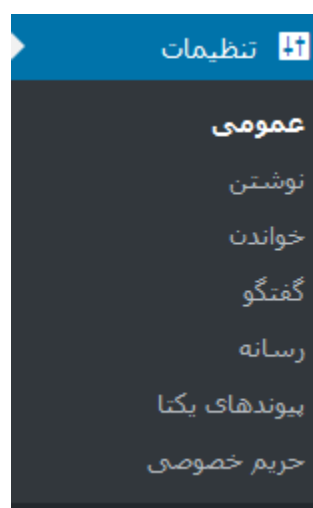 تنظیمات
عمومی
نوشتن
خواندن
گفتگو
رسانه
پیوندهای یکتا
حریم خصوصی